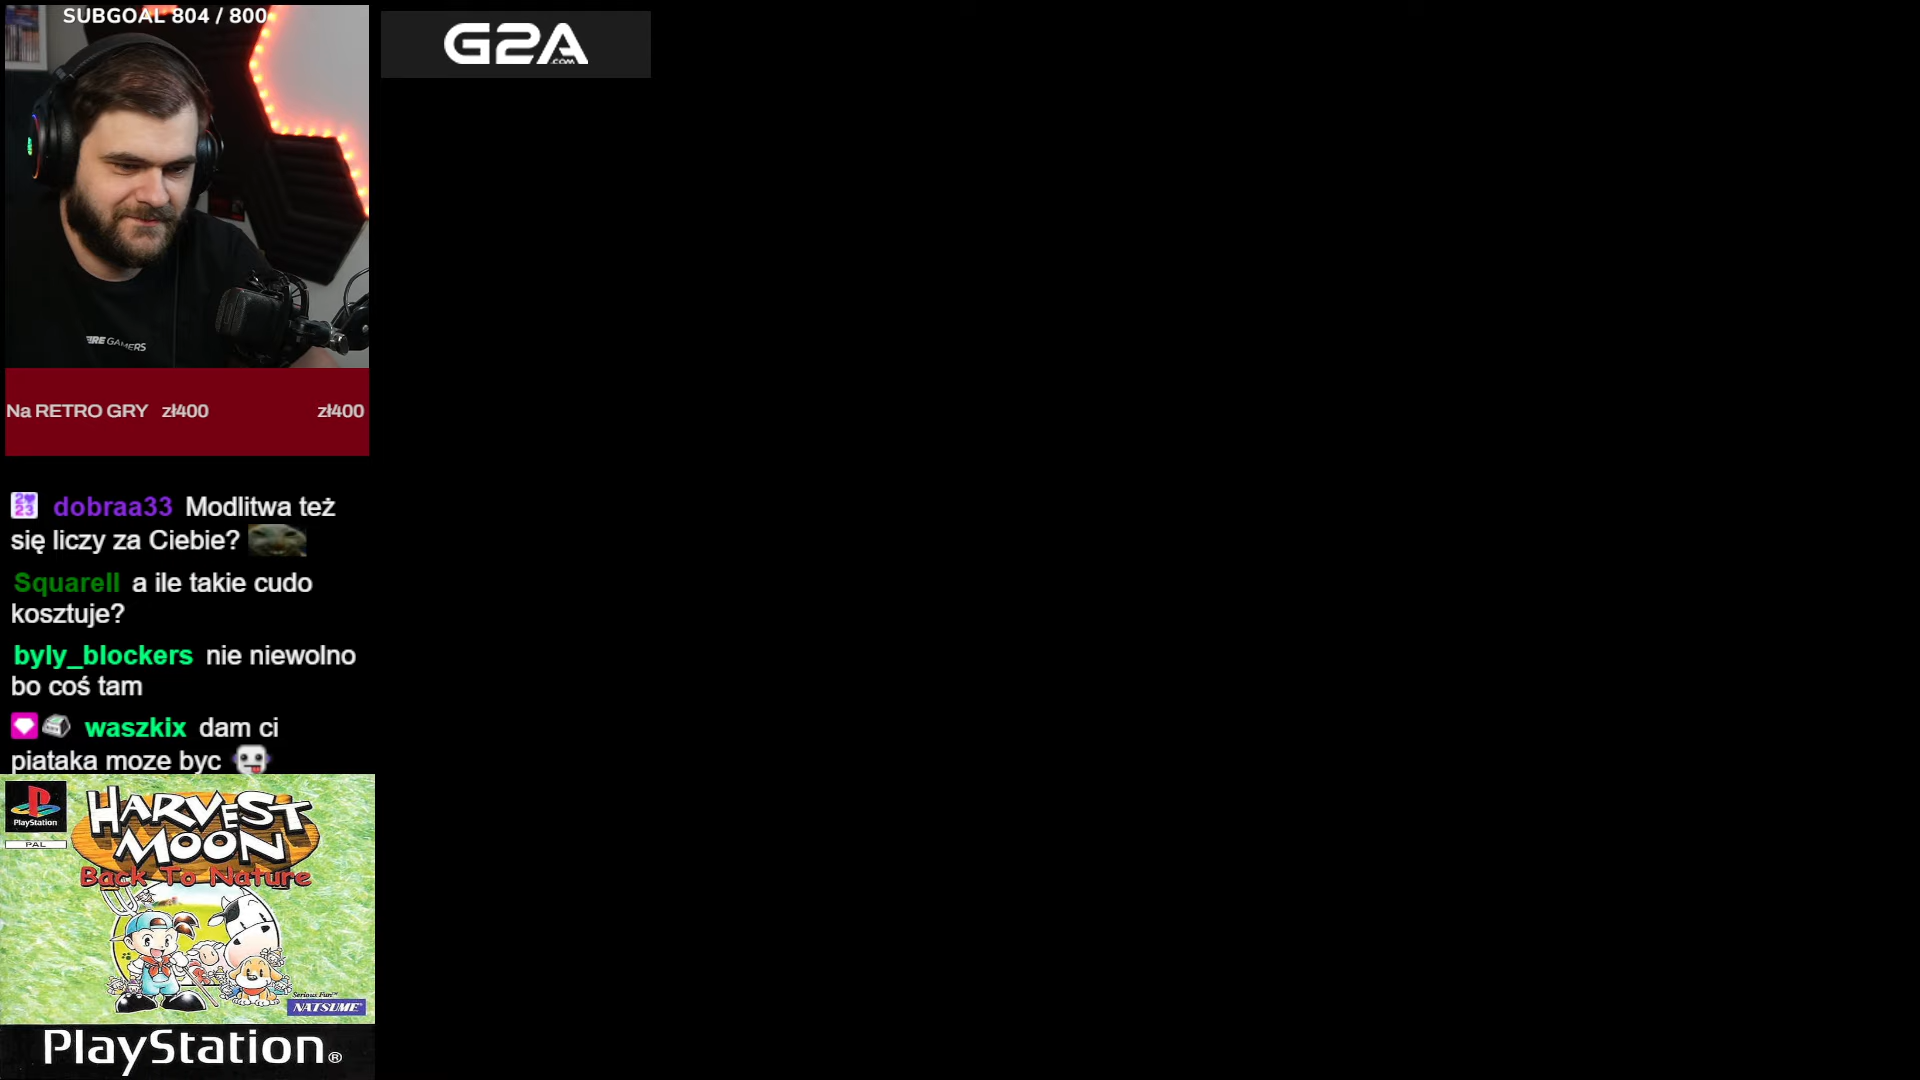 SUBGOAL 804 / 800
G2A
.COM
GAMERS
Na RETRO GRY zł400 zł400
dobraa33 Modlitwa też
się liczy za Ciebie?
Squarell a ile takie cudo
kosztuje?
byly_blockers nie niewolno
bo coś tam
waszkix dam ci
piataka moze byc
PlayStation
PAL
HARVEST
MOON
Back To Nature
Serious Fun™
NATSUME®
PlayStation®